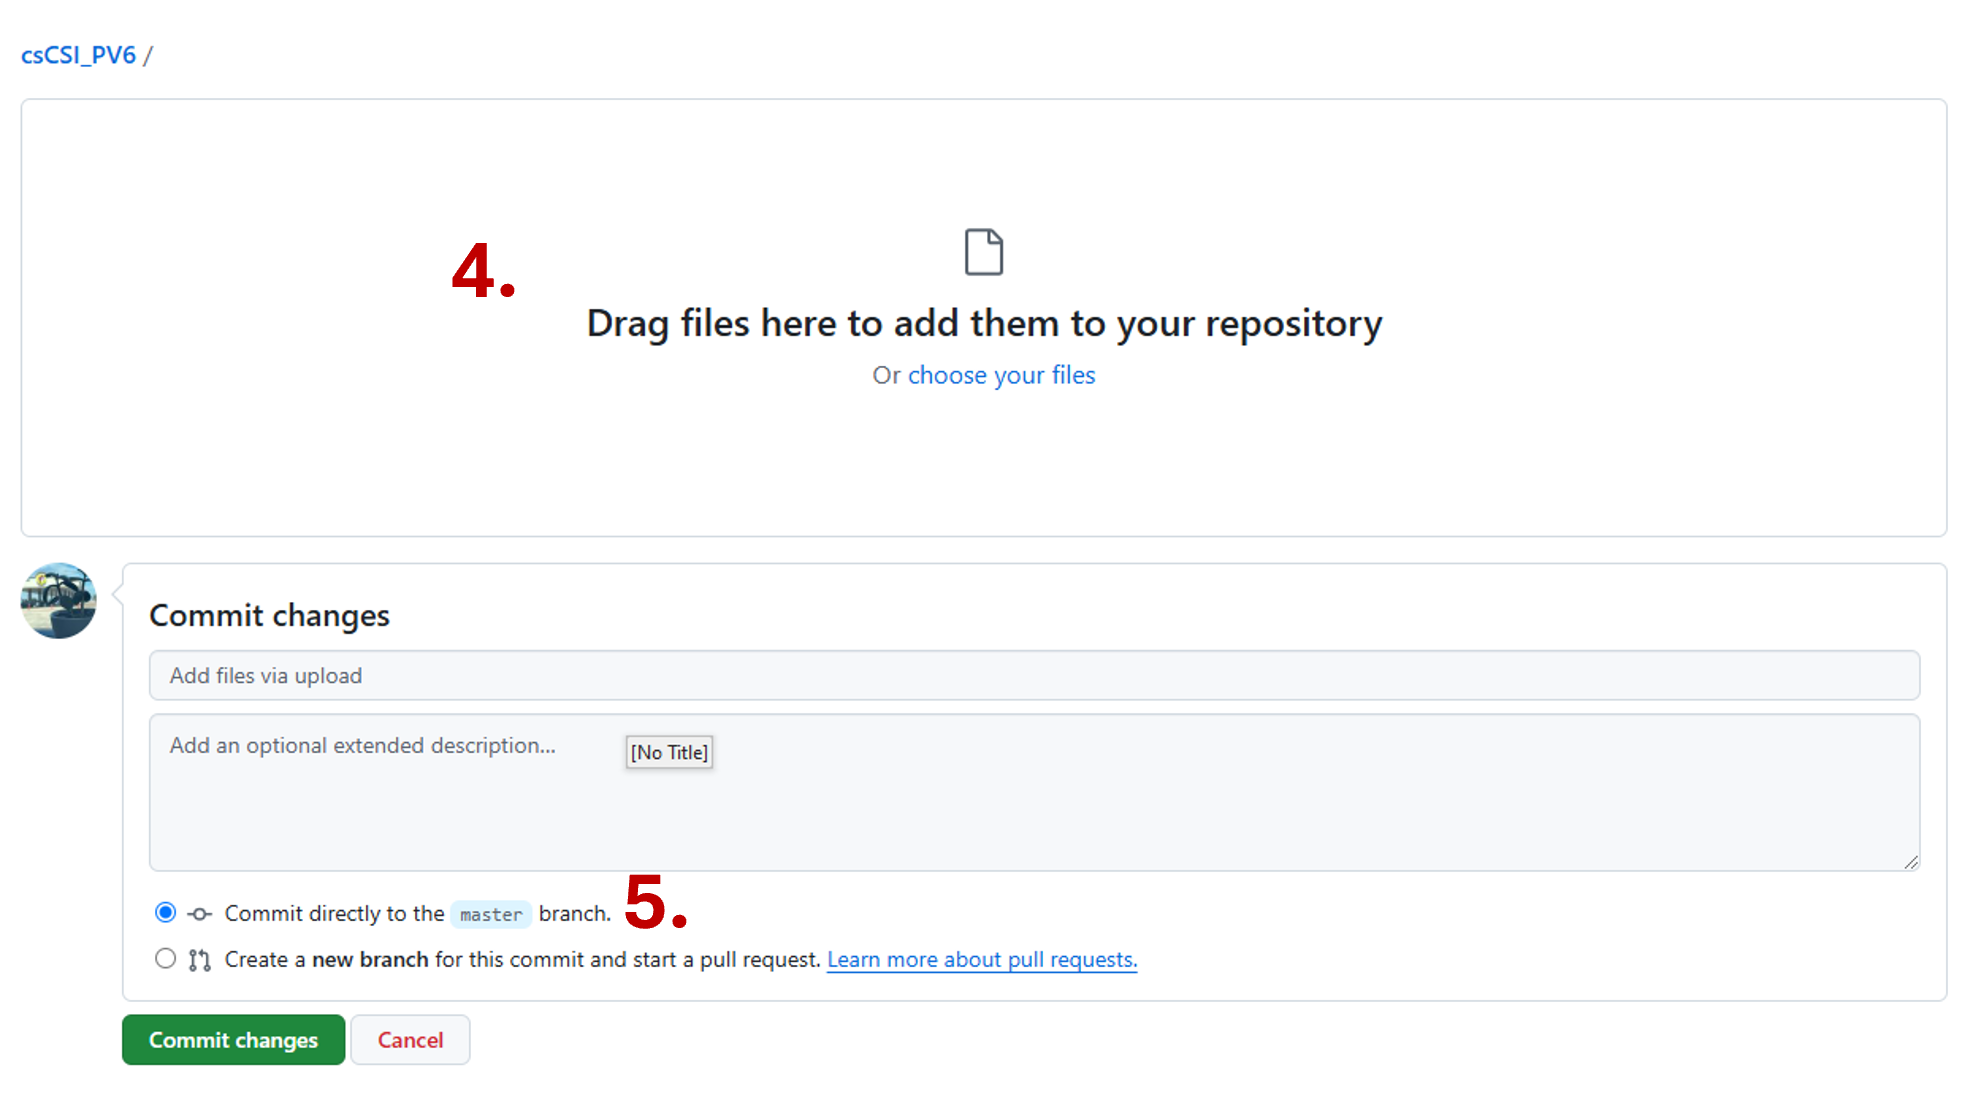 csCSI_PV6 /
4.
Drag files here to add them to your repository
Or choose your files
Commit changes
Add files via upload
Add an optional extended description...
[No Title]
Commit directly to the master branch.
5.
Create a new branch for this commit and start a pull request. Learn more about pull requests.
Commit changes
Cancel